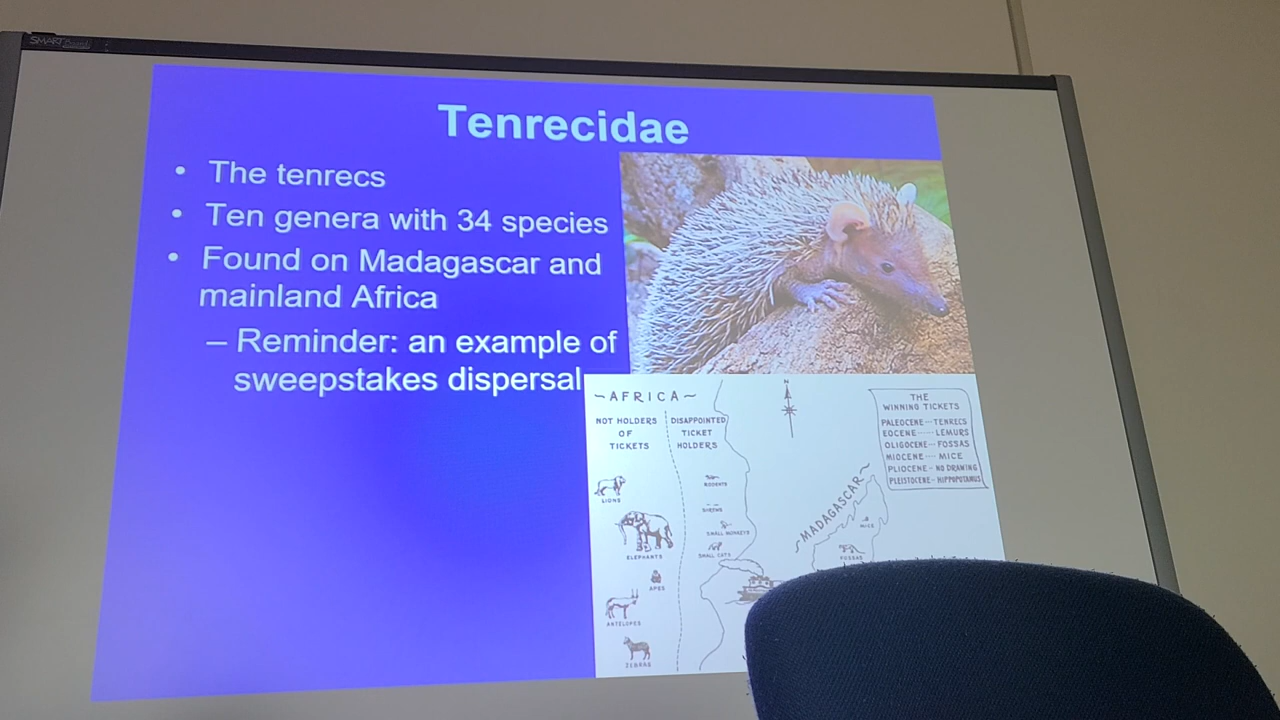 SMART Board
Tenrecidae
• The tenrecs
• Ten genera with 34 species
• Found on Madagascar and
mainland Africa
– Reminder: an example of
sweepstakes dispersal
~AFRICA~
NOT HOLDERS
OF
TICKETS
DISAPPOINTED
TICKET
HOLDERS
LIONS
ELEPHANTS
APES
ANTELOPES
ZEBRAS
RODENTS
SHREWS
SMALL MONKEYS
SMALL CATS
N
~MADAGASCAR~
MICE
FOSSAS
THE
WINNING TICKETS
PALEOCENE---TENRECS
EOCENE------LEMURS
OLIGOCENE---FOSSAS
MIOCENE---MICE
PLIOCENE - NO DRAWING
PLEISTOCENE - HIPPOPOTAMUS